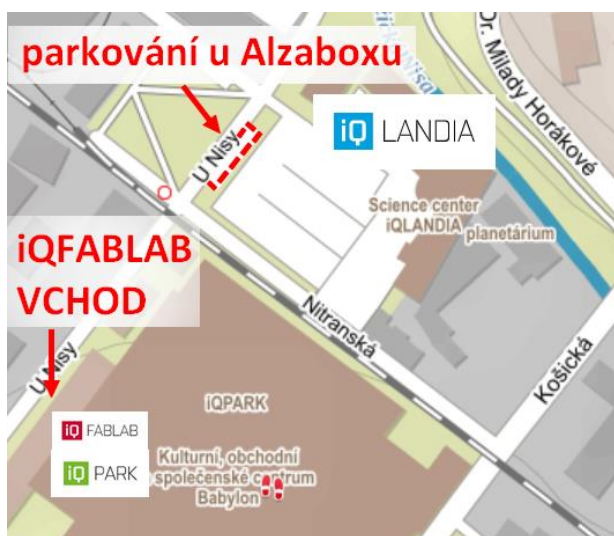 parkování u Alzaboxu
Dr. Milady Horákové
U Nisy
iQ LANDIA
Science center
iQLANDIA planetárium
iQFABLAB
VCHOD
Nitranská
Košická
U Nisy
iQPARK
iQ FABLAB
iQ PARK
Kulturní, obchodní
společenské centrum
Babylon